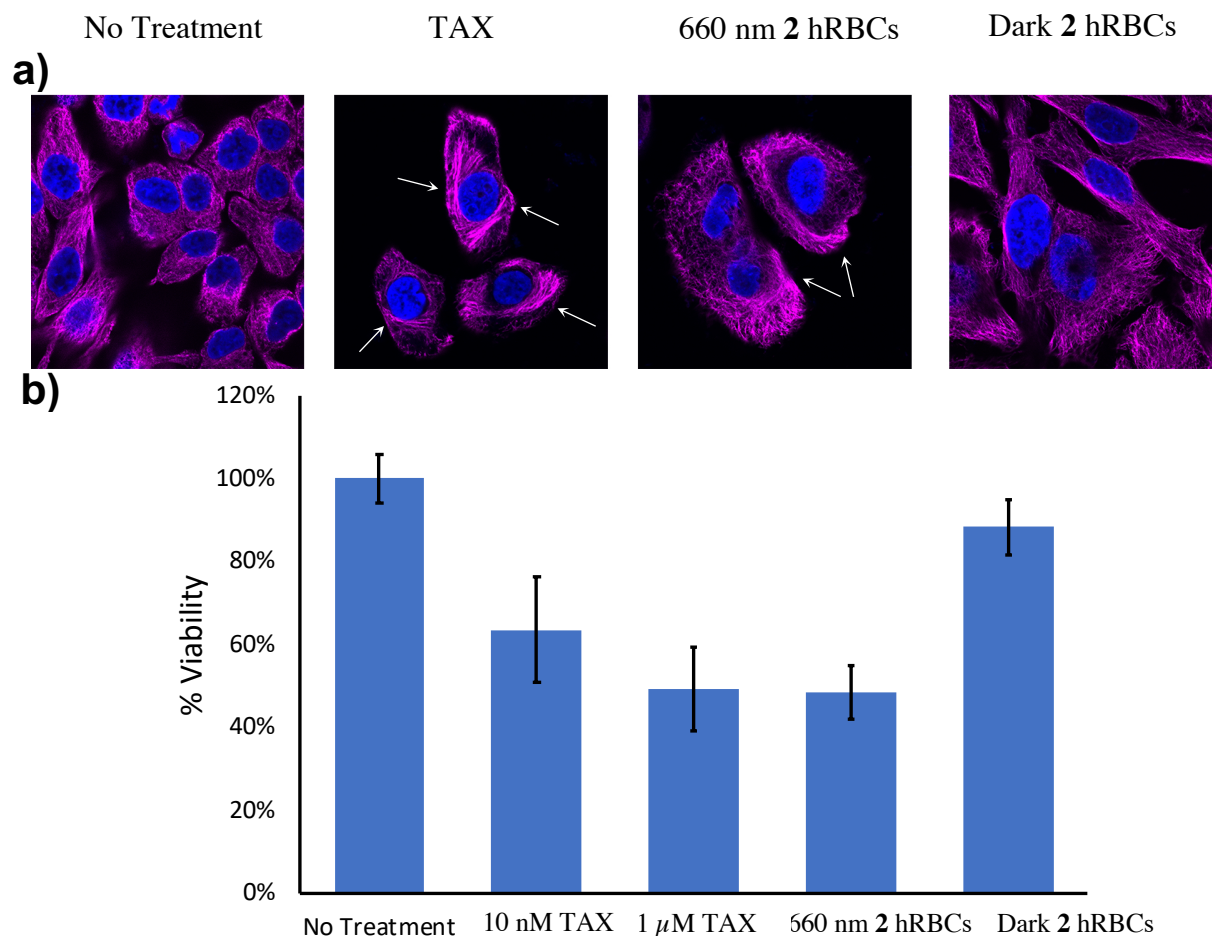 No Treatment TAX 660 nm 2 hRBCs Dark 2 hRBCs
a)
b)
120%
100%
80%
60%
40%
20%
0%
% Viability
No Treatment 10 nM TAX 1 µM TAX 660 nm 2 hRBCs Dark 2 hRBCs